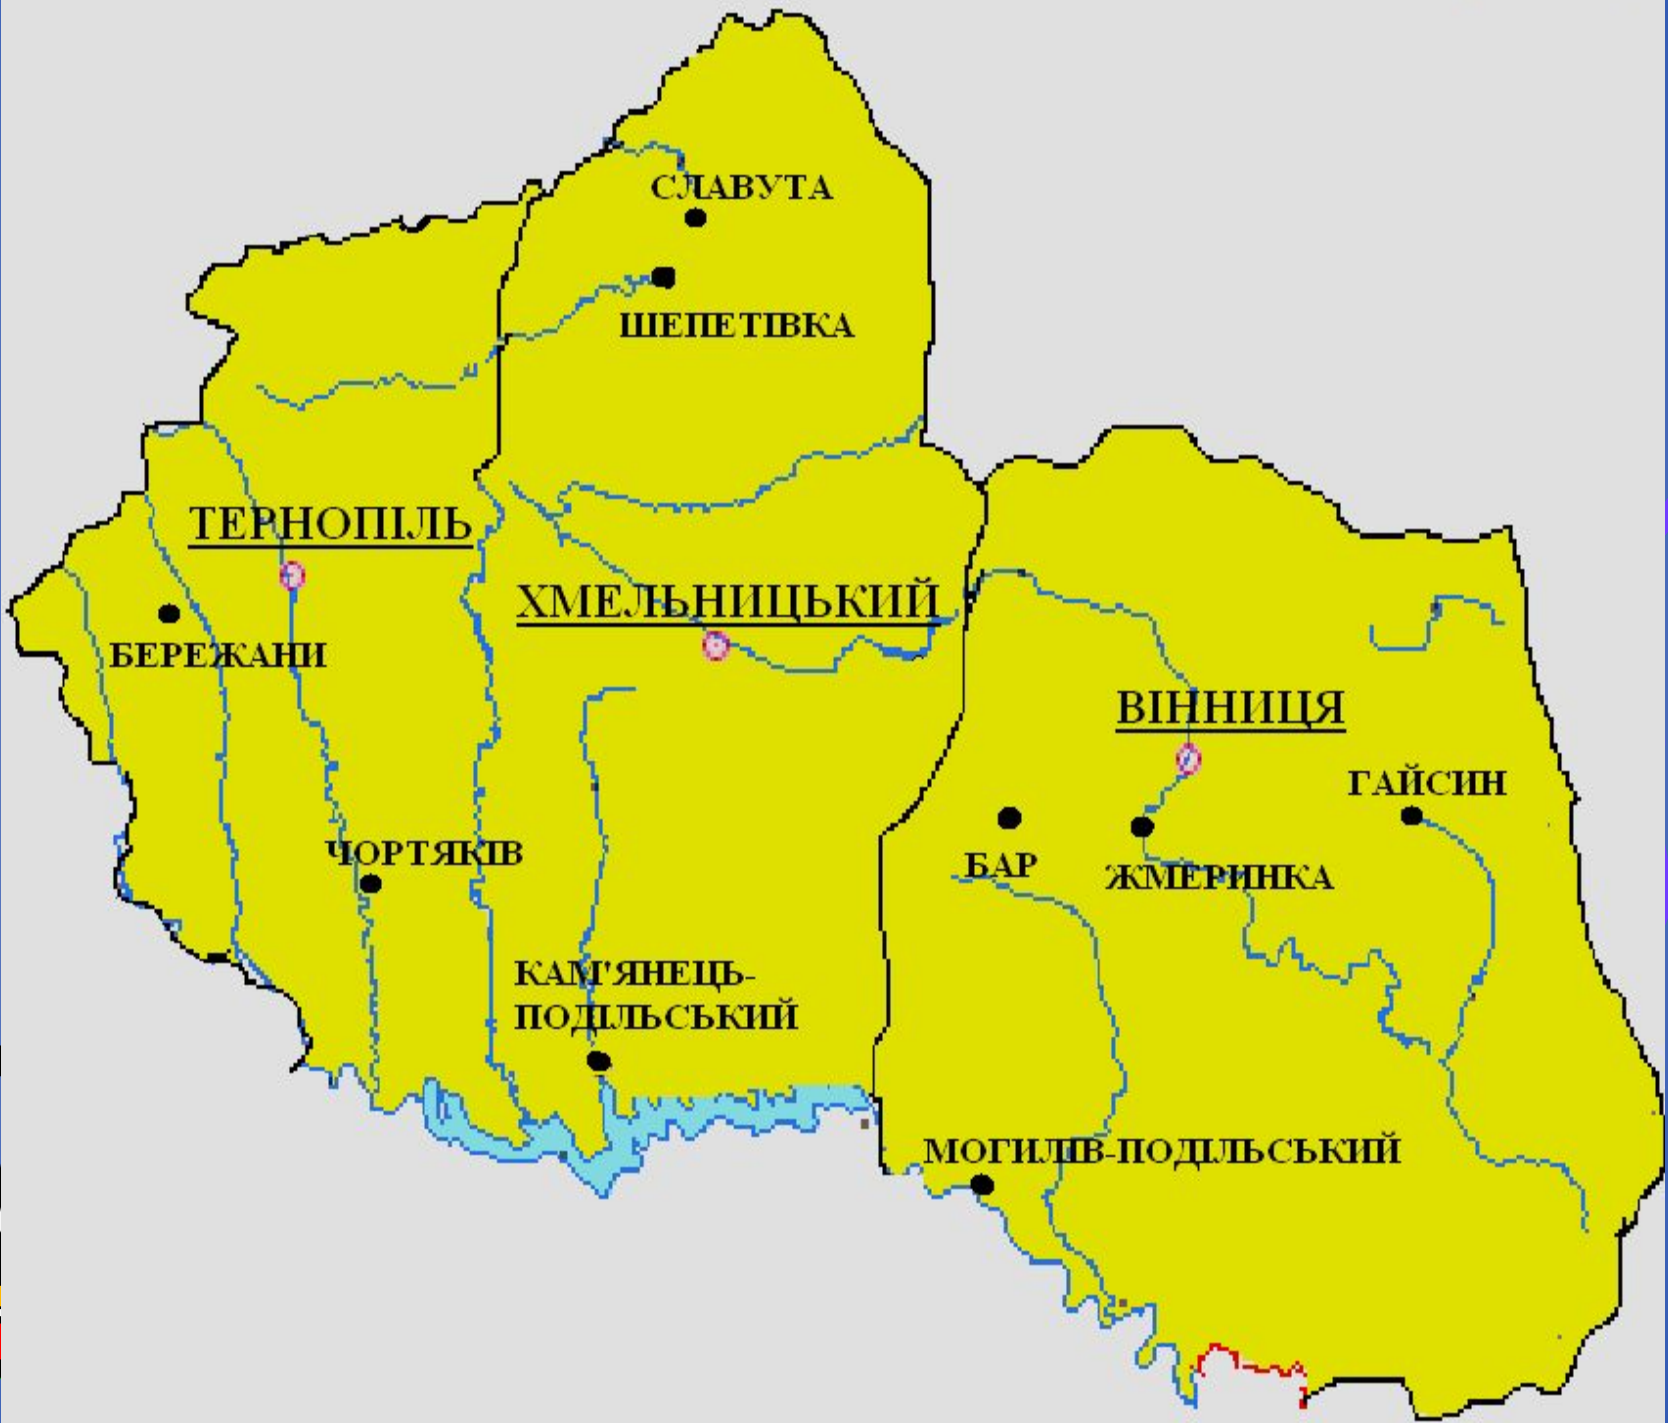 СЛАВУТА
ШЕПЕТІВКА
ТЕРНОПІЛЬ
ХМЕЛЬНИЦЬКИЙ
БЕРЕЖАНИ
ВІННИЦЯ
ГАЙСИН
ЧОРТЯКІВ
БАР
ЖМЕРИНКА
КАМ'ЯНЕЦЬ-
ПОДІЛЬСЬКИЙ
МОГИЛІВ-ПОДІЛЬСЬКИЙ